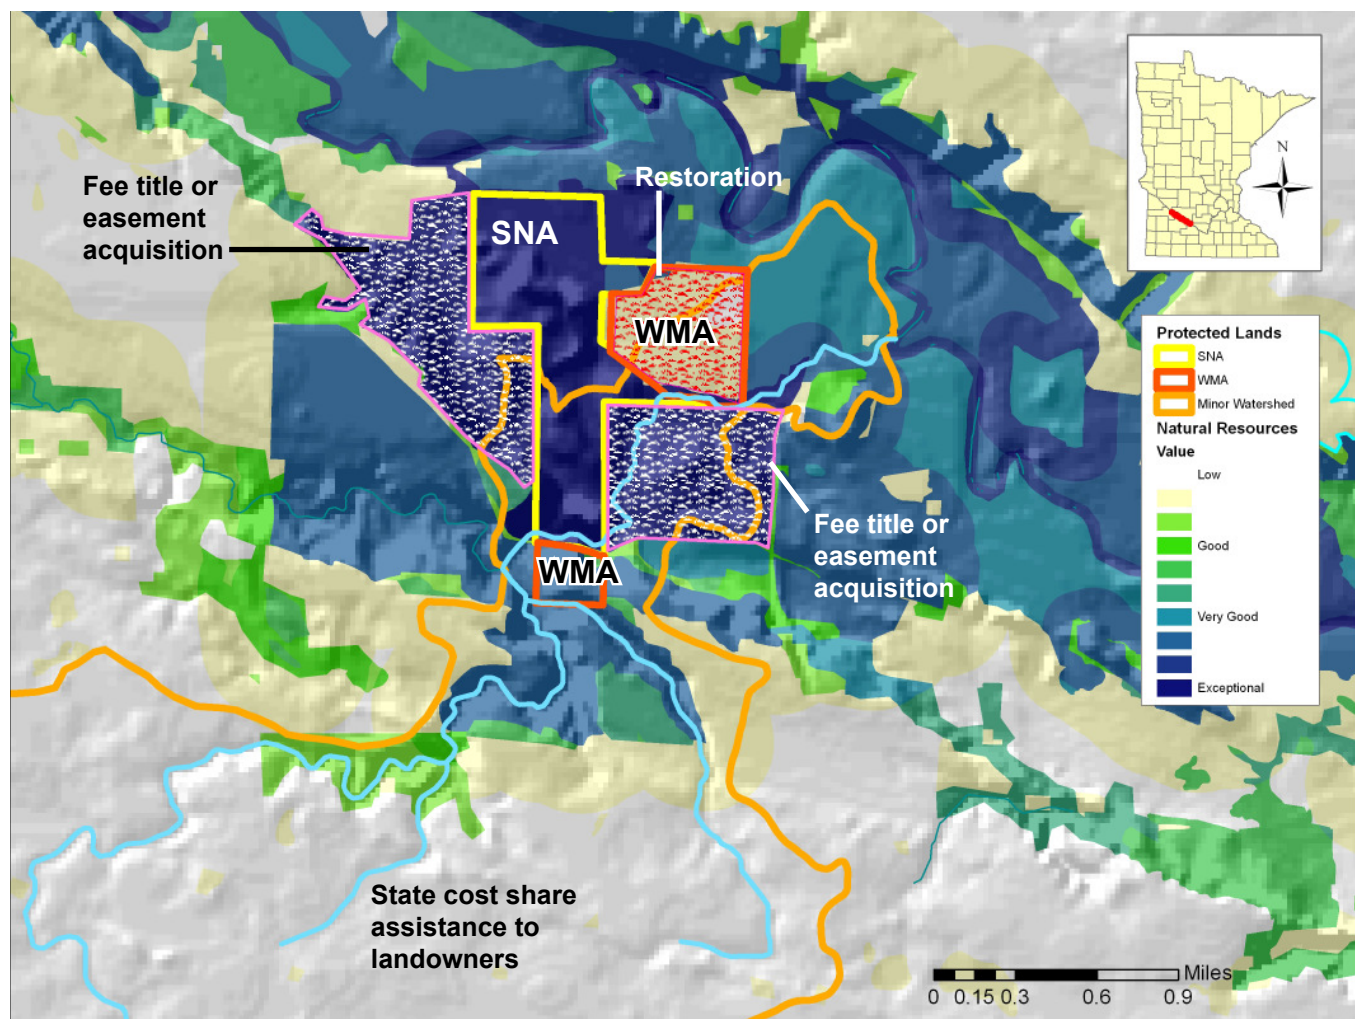 Fee title or
easement
acquisition
SNA
Restoration
WMA
WMA
Fee title or
easement
acquisition
State cost share
assistance to
landowners
N
Protected Lands
SNA
WMA
Minor Watershed
Natural Resources
Value
Low
Good
Very Good
Exceptional
Miles
0 0.15 0.3 0.6 0.9